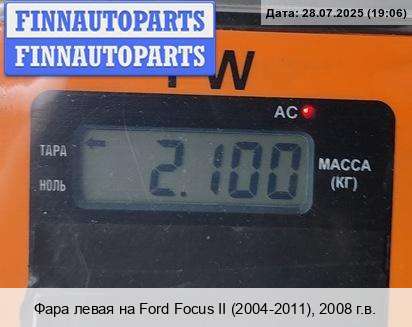 Дата: 28.07.2025 (19:06)
FINNAUTOPARTS
FINNAUTOPARTS
W
AC
ТАРА
2.100
МАССА
(КГ)
НОЛЬ
Фара левая на Ford Focus II (2004-2011), 2008 г.в.